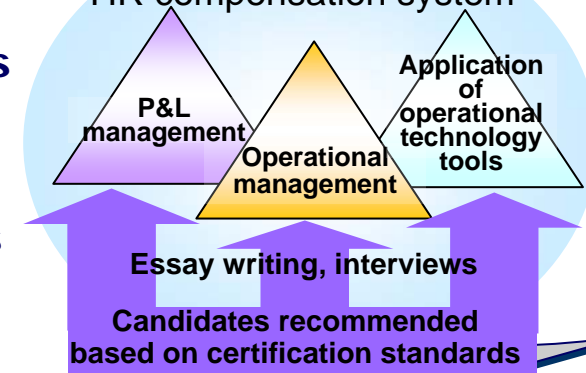 HR compensation system
s
P&L
management
Operational
management
Application
of
operational
technology
tools
s
Essay writing, interviews
Candidates recommended
based on certification standards